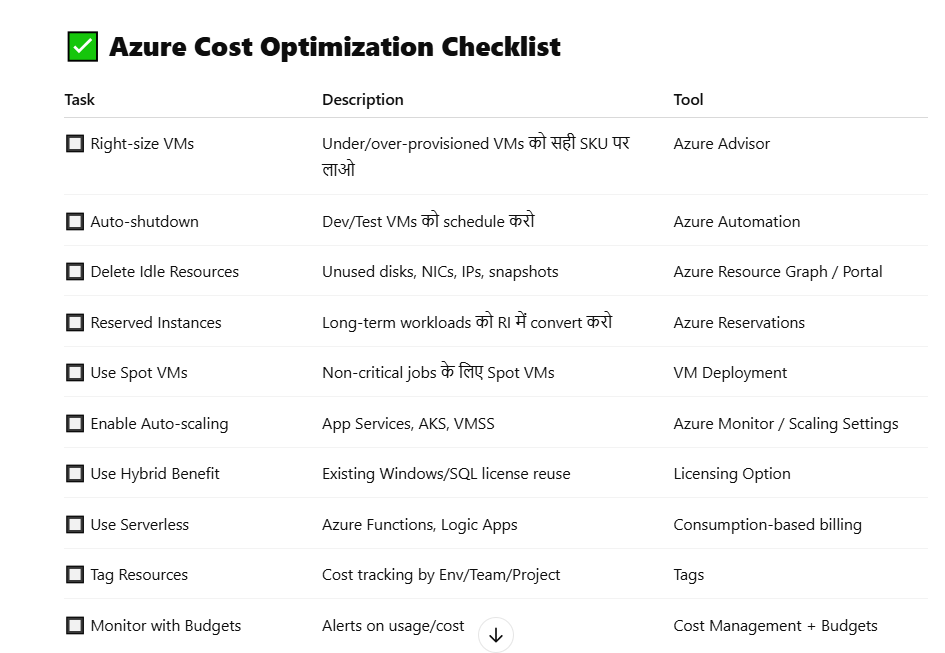 ✅ Azure Cost Optimization Checklist
Task Description Tool
Right-size VMs Under/over-provisioned VMs को सही SKU पर Azure Advisor
लाओ
Auto-shutdown Dev/Test VMs को schedule करो Azure Automation
Delete Idle Resources Unused disks, NICs, IPs, snapshots Azure Resource Graph / Portal
Reserved Instances Long-term workloads को RI में convert करो Azure Reservations
Use Spot VMs Non-critical jobs के लिए Spot VMs VM Deployment
Enable Auto-scaling App Services, AKS, VMSS Azure Monitor / Scaling Settings
Use Hybrid Benefit Existing Windows/SQL license reuse Licensing Option
Use Serverless Azure Functions, Logic Apps Consumption-based billing
Tag Resources Cost tracking by Env/Team/Project Tags
Monitor with Budgets Alerts on usage/cost Cost Management + Budgets